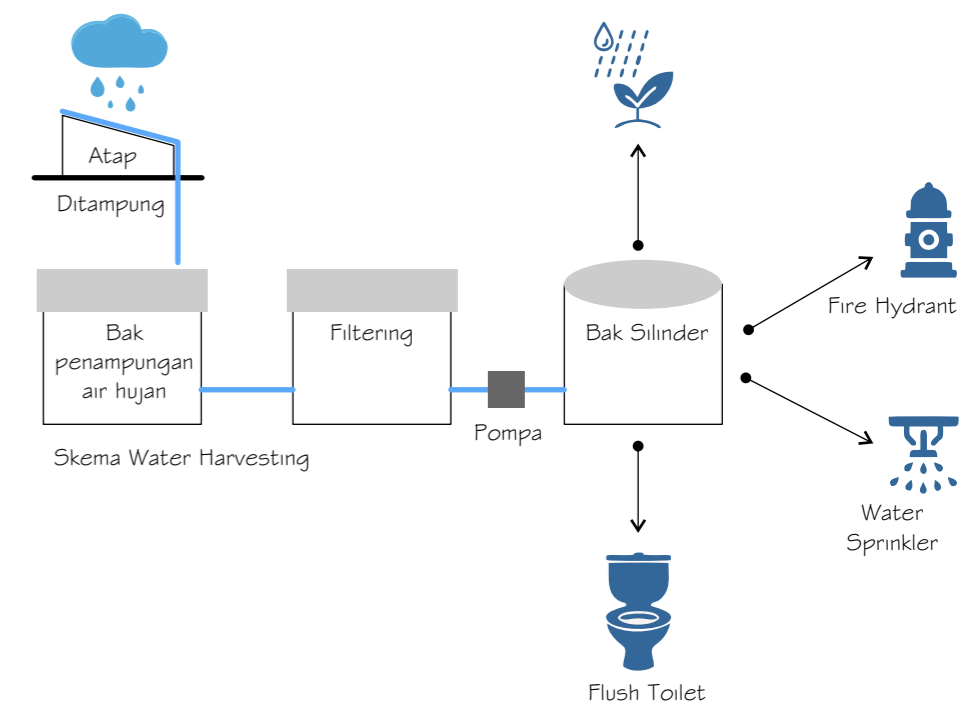 Atap
Ditampung
Bak
penampungan
air hujan
Filtering
Pompa
Bak Silinder
Skema Water Harvesting
Fire Hydrant
Water
Sprinkler
Flush Toilet